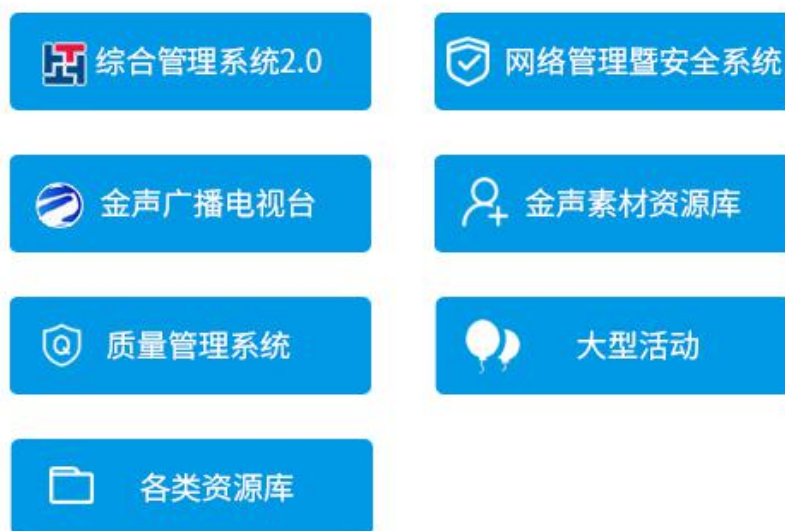 综合管理系统2.0
网络管理暨安全系统
金声广播电视台
金声素材资源库
质量管理系统
大型活动
各类资源库